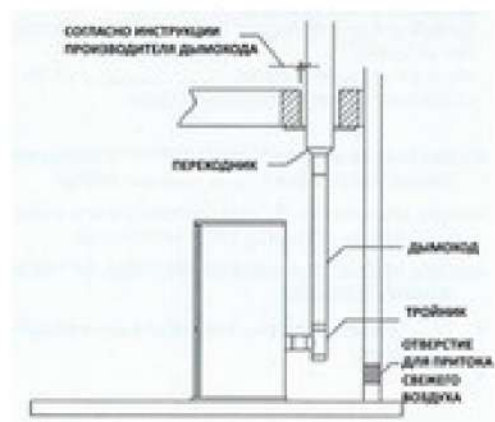 СОГЛАСНО ИНСТРУКЦИИ
ПРОИЗВОДИТЕЛЯ ДЫМОХОДА
ПЕРЕХОДНИК
ДЫМОХОД
ТРОЙНИК
ОТВЕРСТИЕ
ДЛЯ ПРИТОКА
СВЕЖЕГО
ВОЗДУХА